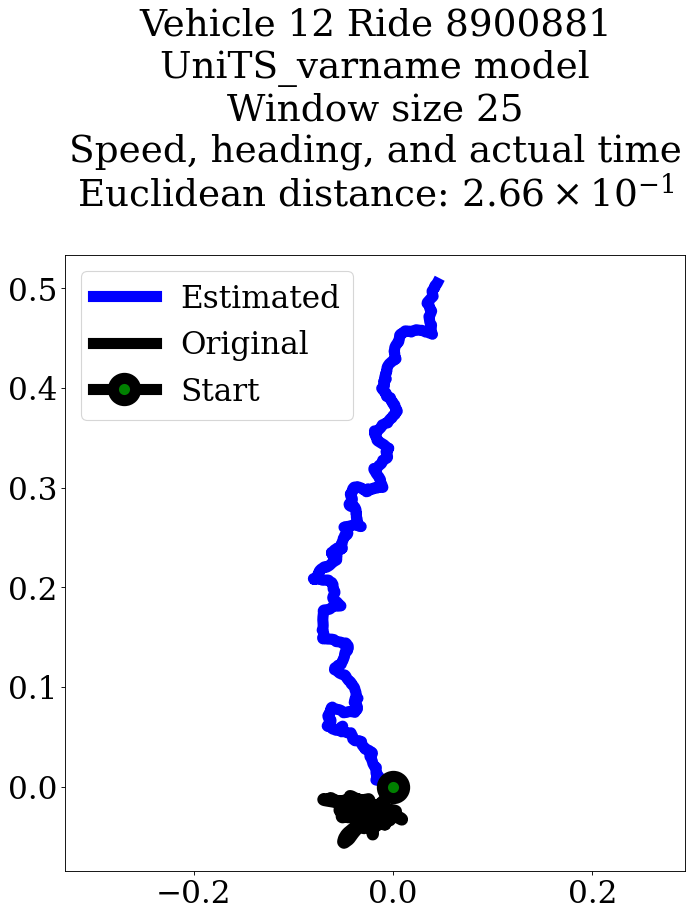 Vehicle 12 Ride 8900881
UniTS_varname model
Window size 25
Speed, heading, and actual time
Euclidean distance: 2.66 × 10⁻¹
Estimated
Original
Start
0.5
0.4
0.3
0.2
0.1
0.0
−0.2
0.0
0.2